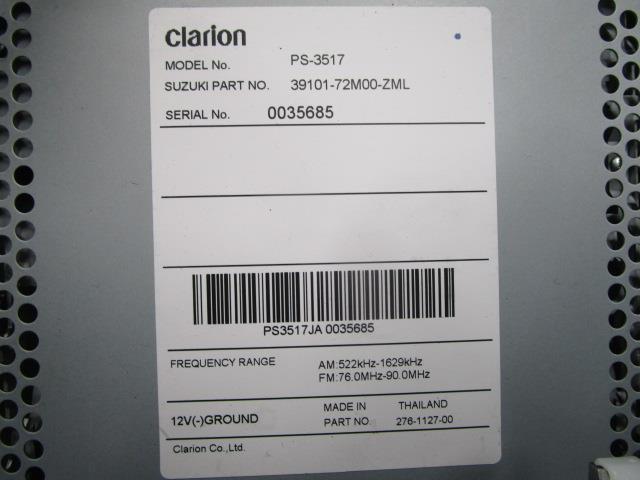 clarion
MODEL No. PS-3517
SUZUKI PART NO. 39101-72M00-ZML
SERIAL No. 0035685
PS3517JA 0035685
FREQUENCY RANGE AM:522kHz-1629kHz
FM:76.0MHz-90.0MHz
12V(-)GROUND MADE IN THAILAND
PART NO. 276-1127-00
Clarion Co.,Ltd.